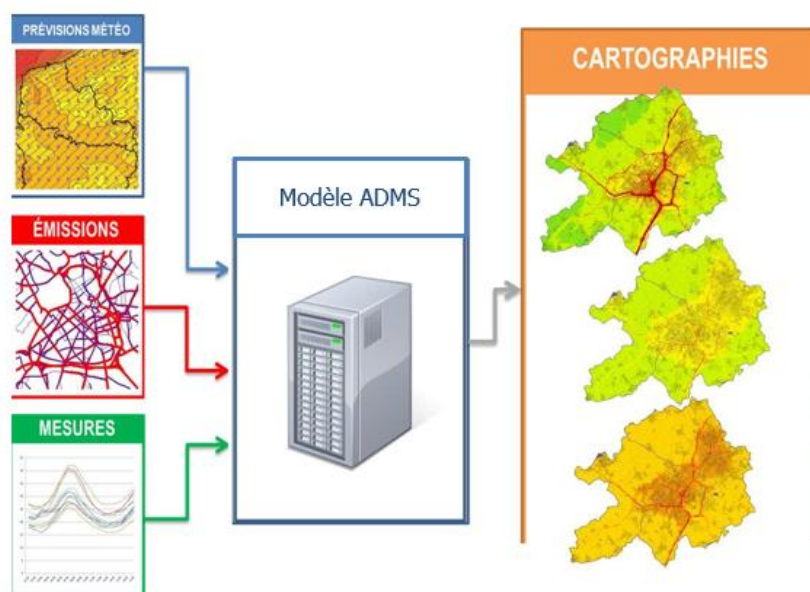 PRÉVISIONS MÉTÉO
ÉMISSIONS
MESURES
Modèle ADMS
CARTOGRAPHIES